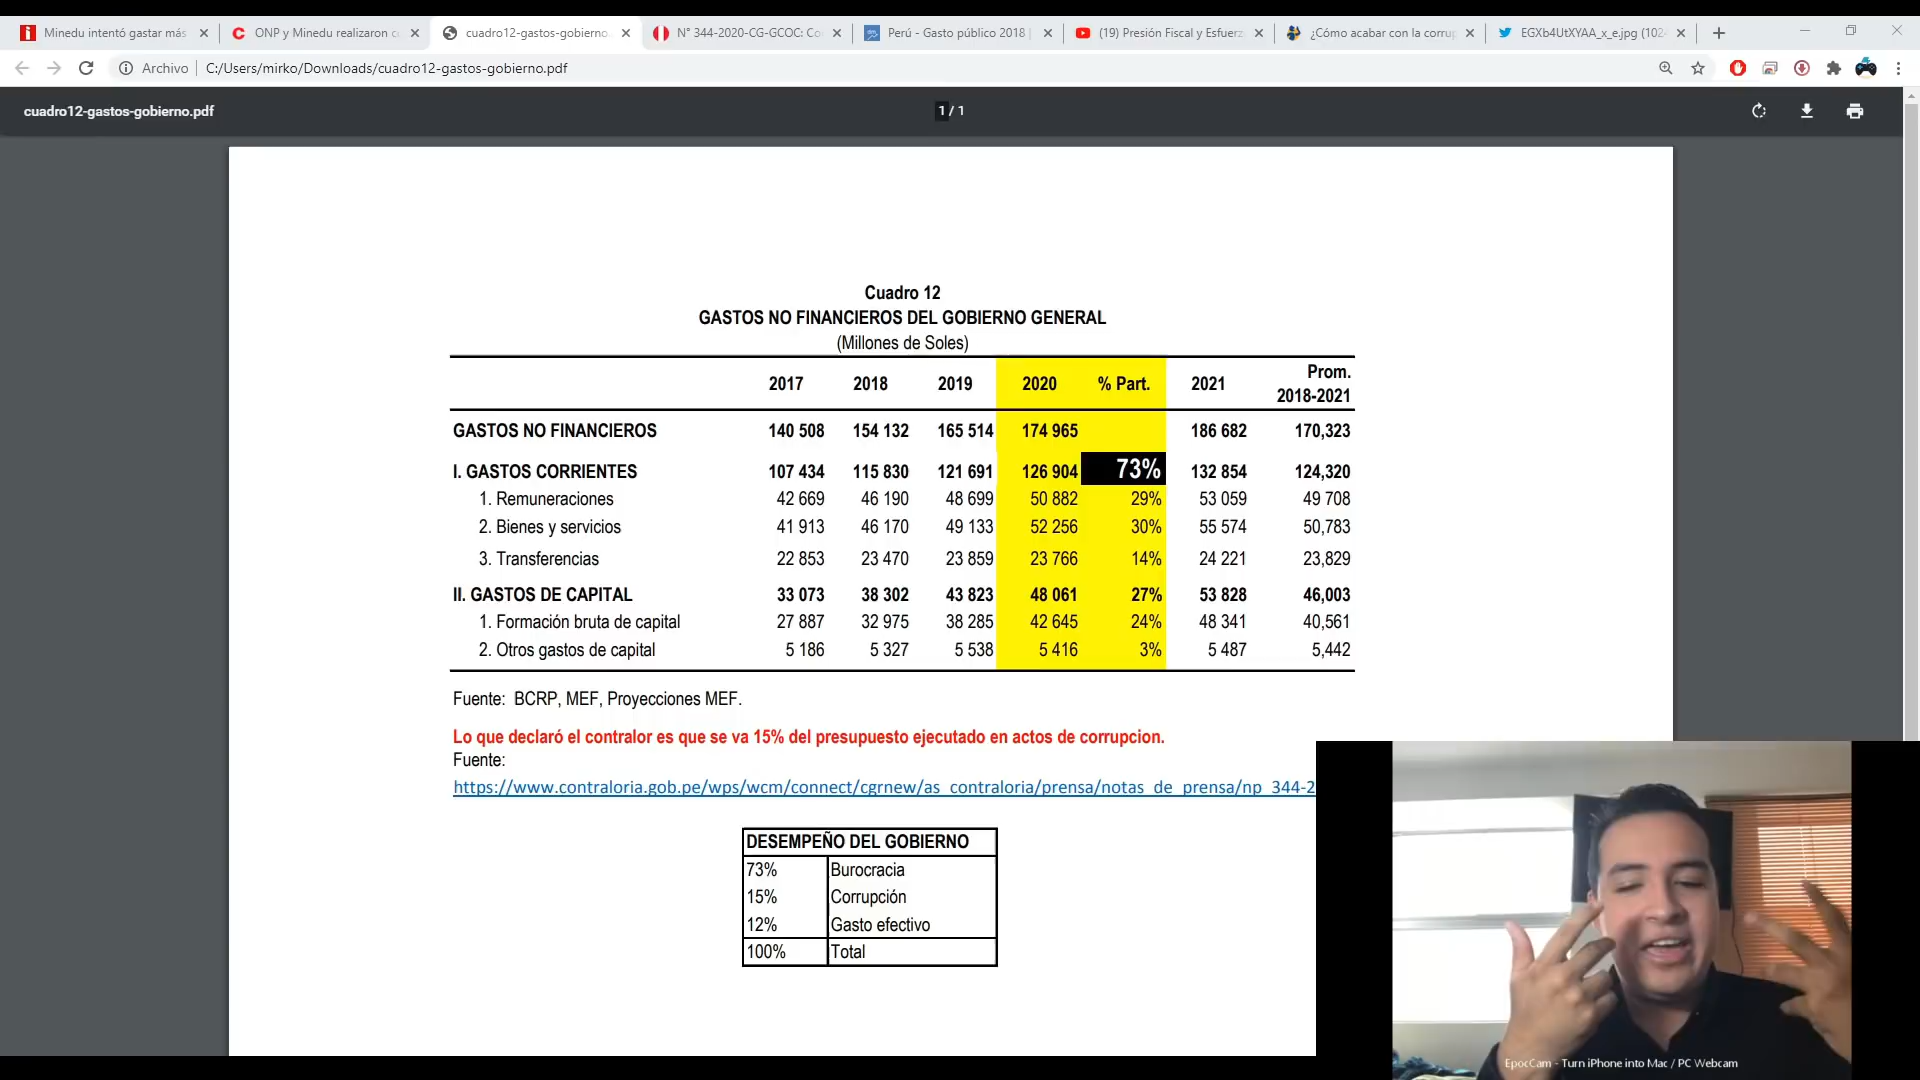 Minedu intentó gastar más
ONP y Minedu realizaron c
cuadro12-gastos-gobierno.
N° 344-2020-CG-GCOC: Co
Perú - Gasto público 2018
(19) Presión Fiscal y Esfuerz
¿Cómo acabar con la corrup
EGXb4UtXYAA_x_e.jpg (102
Archivo
C:/Users/mirko/Downloads/cuadro12-gastos-gobierno.pdf
cuadro12-gastos-gobierno.pdf
1 / 1
Cuadro 12
GASTOS NO FINANCIEROS DEL GOBIERNO GENERAL
(Millones de Soles)
2017 2018 2019 2020 % Part. 2021 Prom. 2018-2021
GASTOS NO FINANCIEROS 140 508 154 132 165 514 174 965 186 682 170,323
I. GASTOS CORRIENTES 107 434 115 830 121 691 126 904 73% 132 854 124,320
1. Remuneraciones 42 669 46 190 48 699 50 882 29% 53 059 49 708
2. Bienes y servicios 41 913 46 170 49 133 52 256 30% 55 574 50,783
3. Transferencias 22 853 23 470 23 859 23 766 14% 24 221 23,829
II. GASTOS DE CAPITAL 33 073 38 302 43 823 48 061 27% 53 828 46,003
1. Formación bruta de capital 27 887 32 975 38 285 42 645 24% 48 341 40,561
2. Otros gastos de capital 5 186 5 327 5 538 5 416 3% 5 487 5,442
Fuente: BCRP, MEF, Proyecciones MEF.
Lo que declaró el contralor es que se va 15% del presupuesto ejecutado en actos de corrupcion.
Fuente:
https://www.contraloria.gob.pe/wps/wcm/connect/cgrnew/as_contraloria/prensa/notas_de_prensa/np_344-2
DESEMPEÑO DEL GOBIERNO
73% Burocracia
15% Corrupción
12% Gasto efectivo
100% Total
EpocCam - Turn iPhone into Mac / PC Webcam